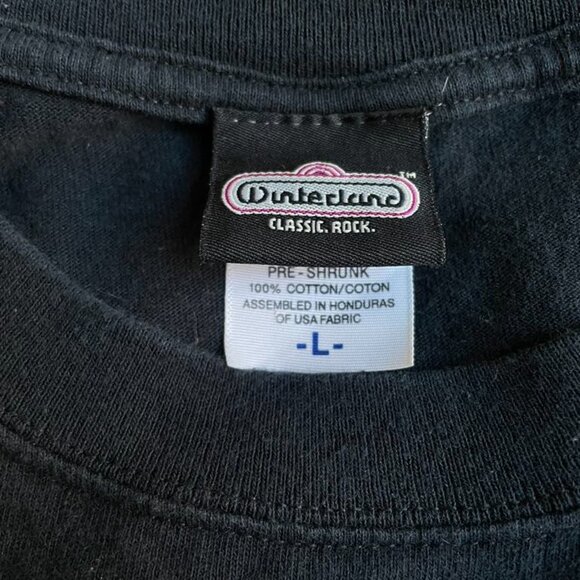 Winterland ™
CLASSIC. ROCK.
PRE-SHRUNK
100% COTTON/COTON
ASSEMBLED IN HONDURAS
OF USA FABRIC
-L-